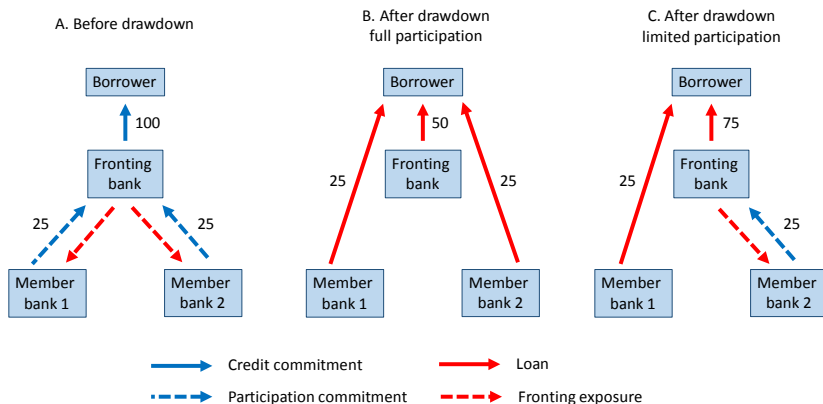 A. Before drawdown
B. After drawdown
full participation
C. After drawdown
limited participation
Borrower
100
Fronting
bank
25
25
Member
bank 1
Member
bank 2
Borrower
50
Fronting
bank
25
25
Member
bank 1
Member
bank 2
Borrower
75
Fronting
bank
25
25
Member
bank 1
Member
bank 2
Credit commitment
Loan
Participation commitment
Fronting exposure